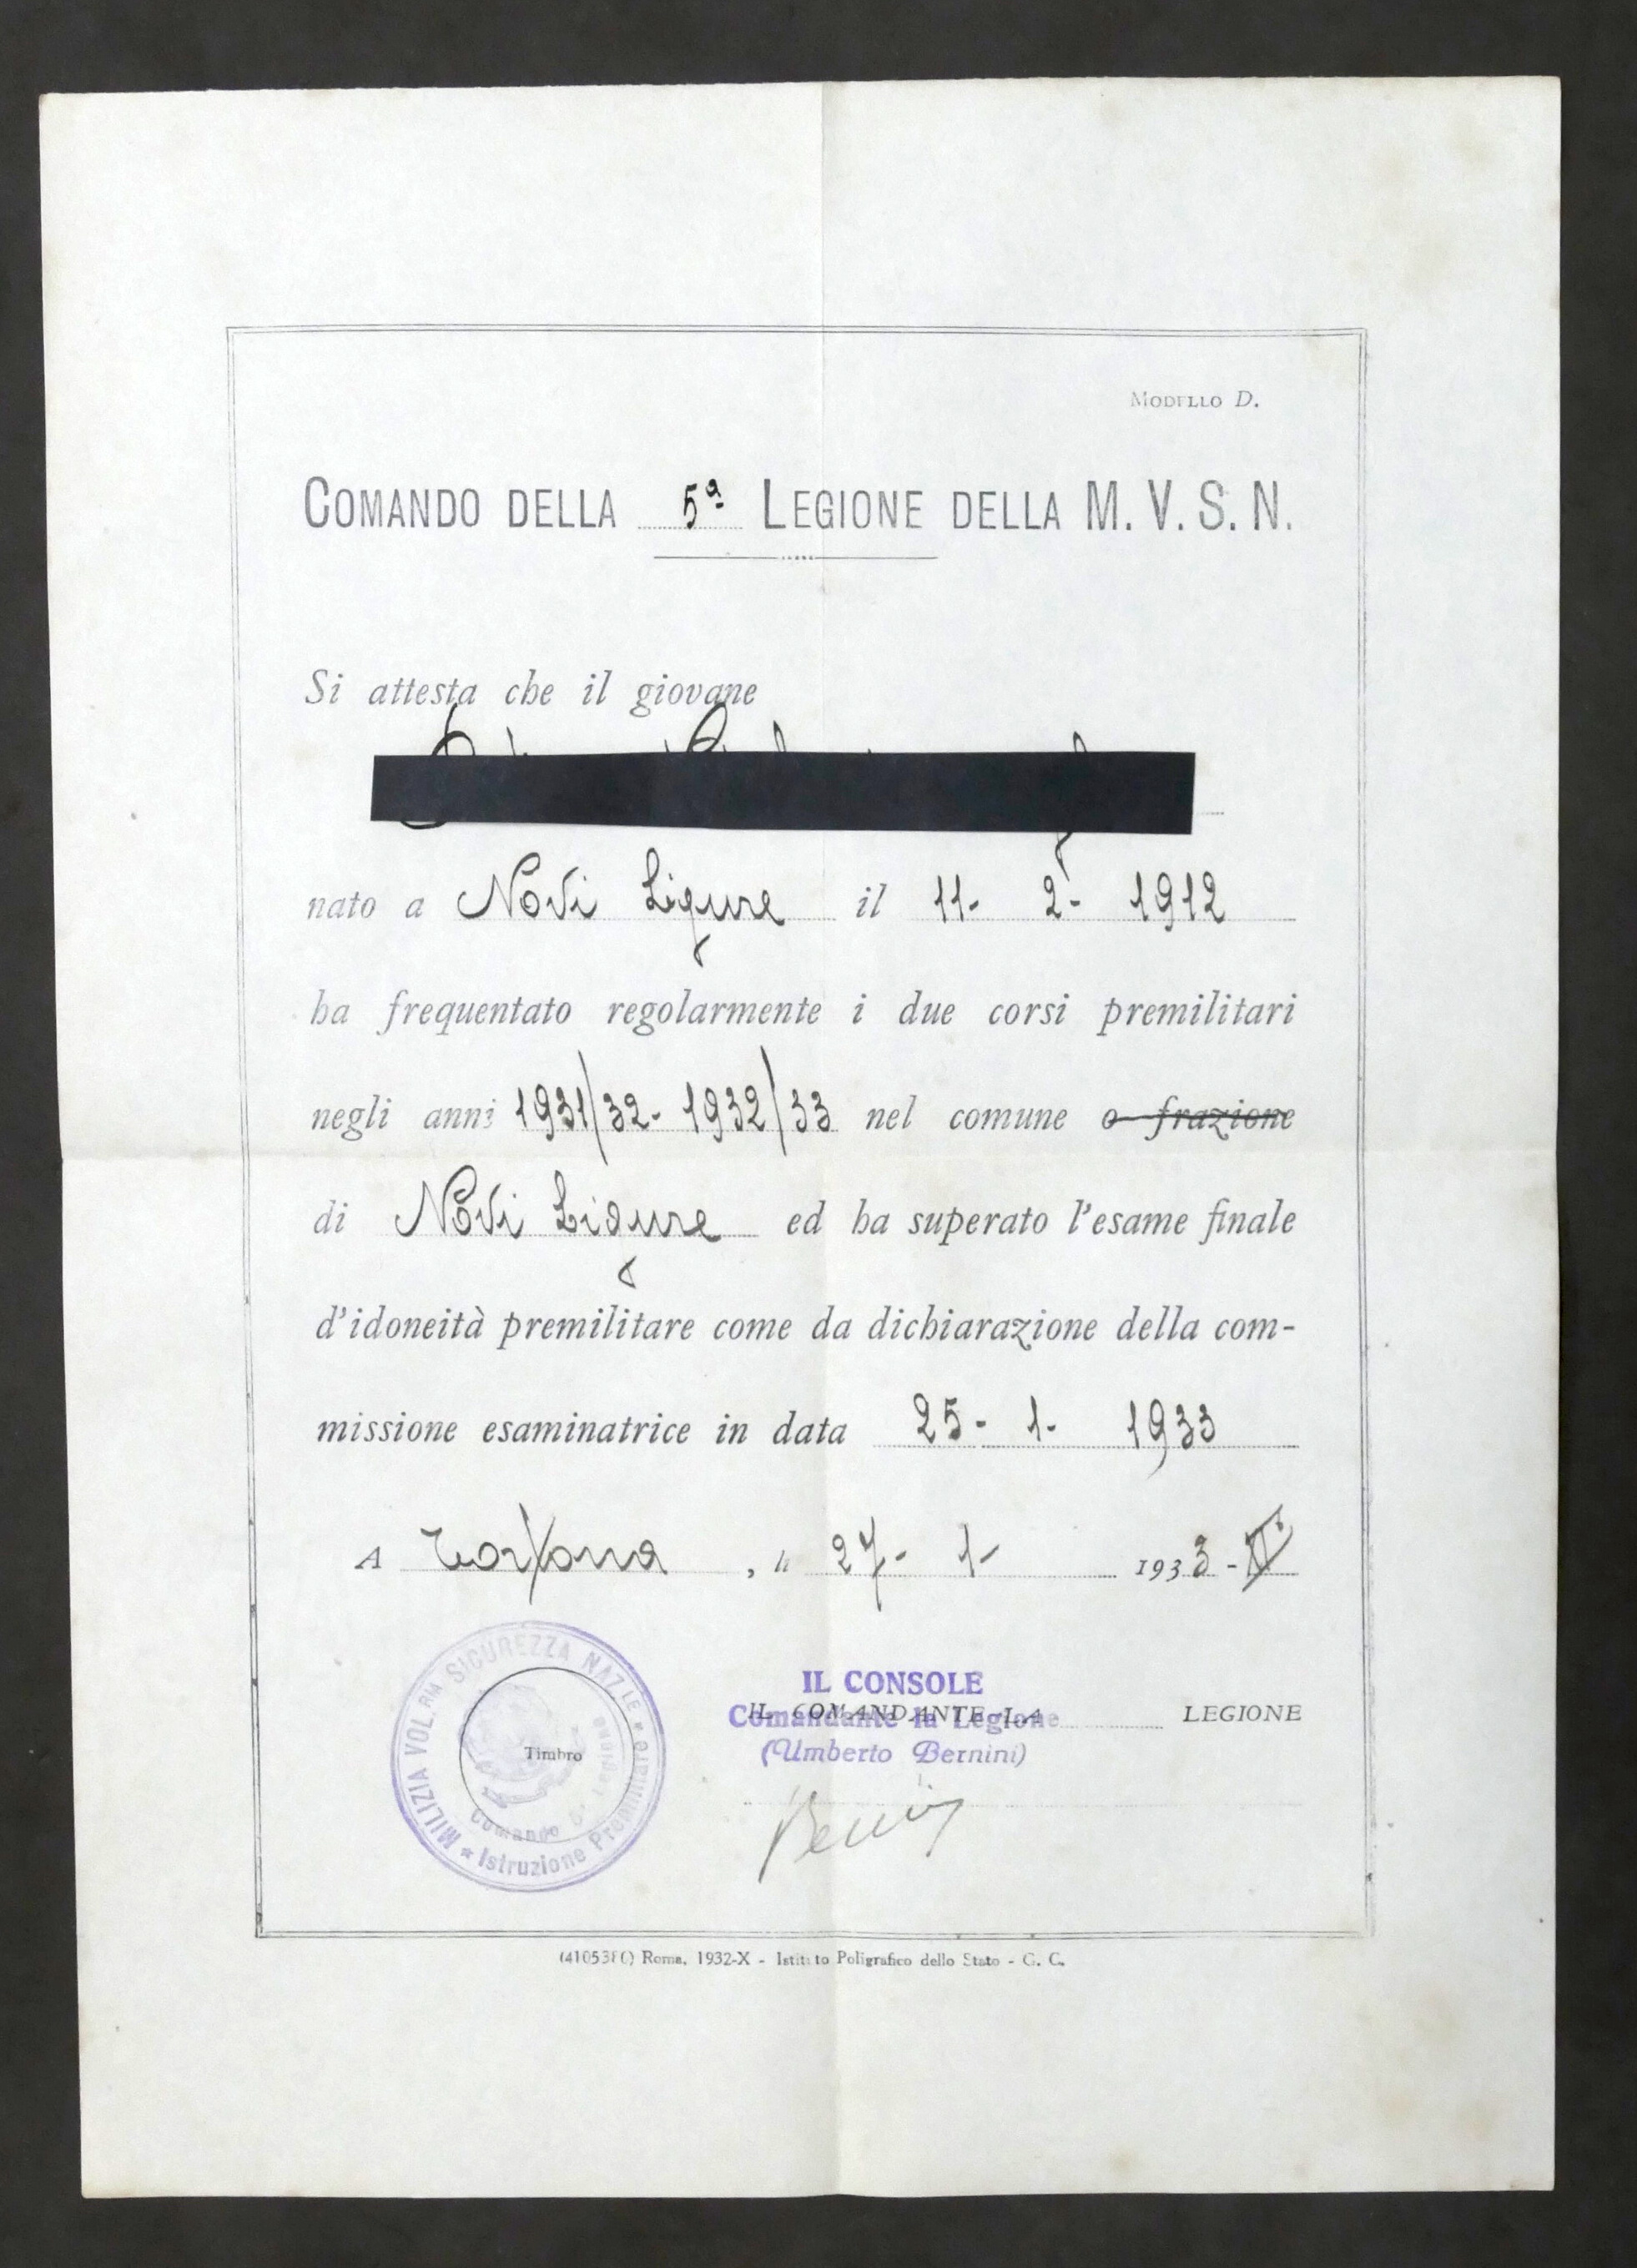 MODELLO D.
COMANDO DELLA 5ª LEGIONE DELLA M. V. S. N.
Si attesta che il giovane
nato a Novi Ligure il 11- 2- 1912
ha frequentato regolarmente i due corsi premilitari
negli anni 1931/32- 1932/33 nel comune o frazione
di Novi Ligure ed ha superato l'esame finale
d'idoneità premilitare come da dichiarazione della com-
missione esaminatrice in data 25- 1- 1933
A Tortona, li 27- 1- 1933-XI°
MILIZIA VOL.RIA SICUREZZA NAZ.LE
★ Istruzione Premilitare ★
Comando 5ª Legione
Timbro
IL CONSOLE
IL COMANDANTE LA LEGIONE
Comandante la Legione
(Umberto Bernini)
Bernini
Roma, 1932-X - Istituto Poligrafico dello Stato - G. C.